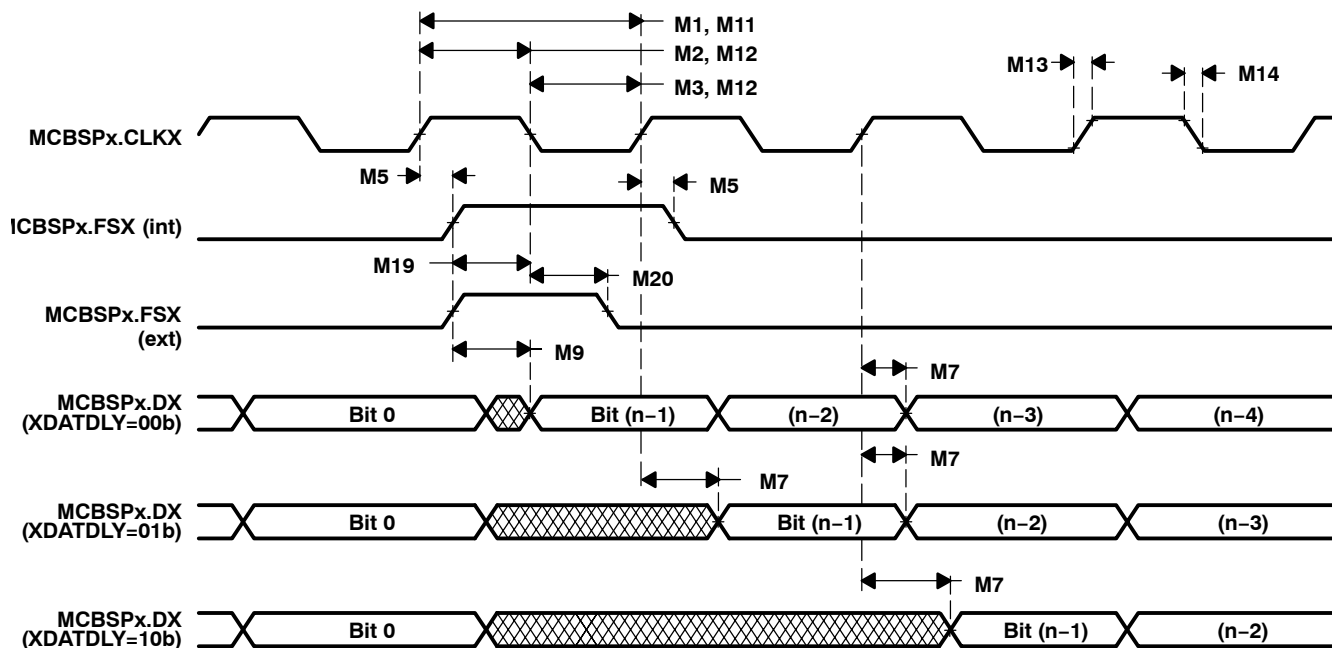 M1, M11
M2, M12
M3, M12
M13
M14
MCBSPx.CLKX
M5
M5
MCBSPx.FSX (int)
M19
M20
MCBSPx.FSX
(ext)
M9
M7
MCBSPx.DX
(XDATDLY=00b)
Bit 0
Bit (n−1)
(n−2)
(n−3)
(n−4)
M7
M7
MCBSPx.DX
(XDATDLY=01b)
Bit 0
Bit (n−1)
(n−2)
(n−3)
M7
MCBSPx.DX
(XDATDLY=10b)
Bit 0
Bit (n−1)
(n−2)